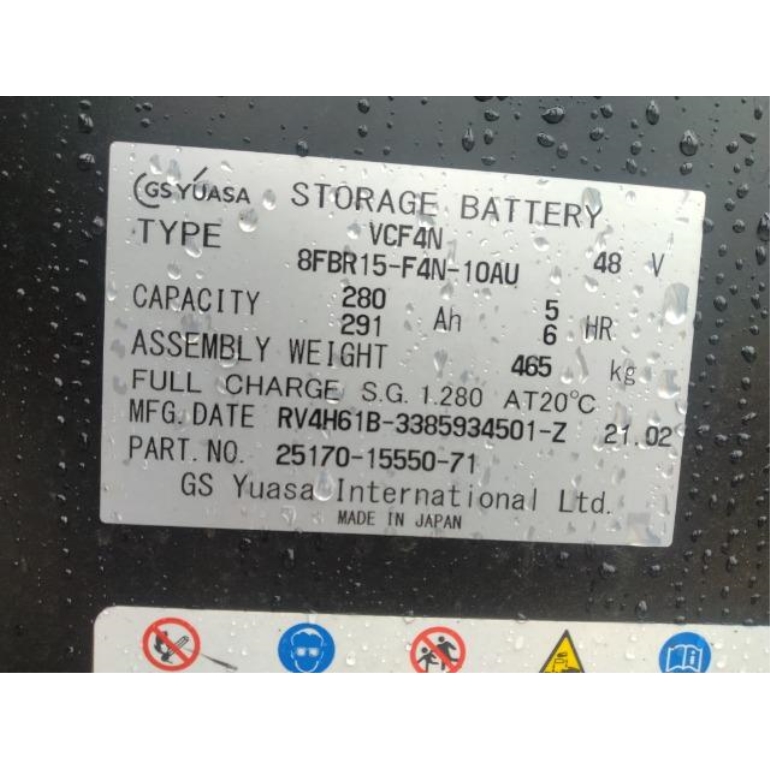 GS YUASA STORAGE BATTERY
TYPE VCF4N
8FBR15-F4N-10AU 48 V
CAPACITY 280 Ah 5 HR
291 6
ASSEMBLY WEIGHT 465 kg
FULL CHARGE S.G. 1.280 AT20°C
MFG.DATE RV4H61B-3385934501-Z 21.02
PART.NO. 25170-15550-71
GS Yuasa International Ltd.
MADE IN JAPAN